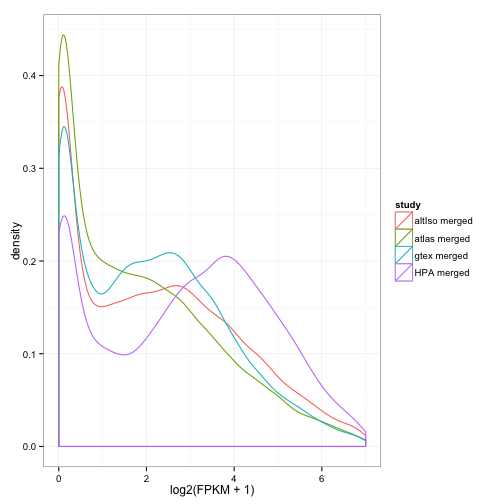 0.4
0.3
0.2
0.1
0.0
0
2
4
6
density
log2(FPKM + 1)
study
altIso merged
atlas merged
gtex merged
HPA merged